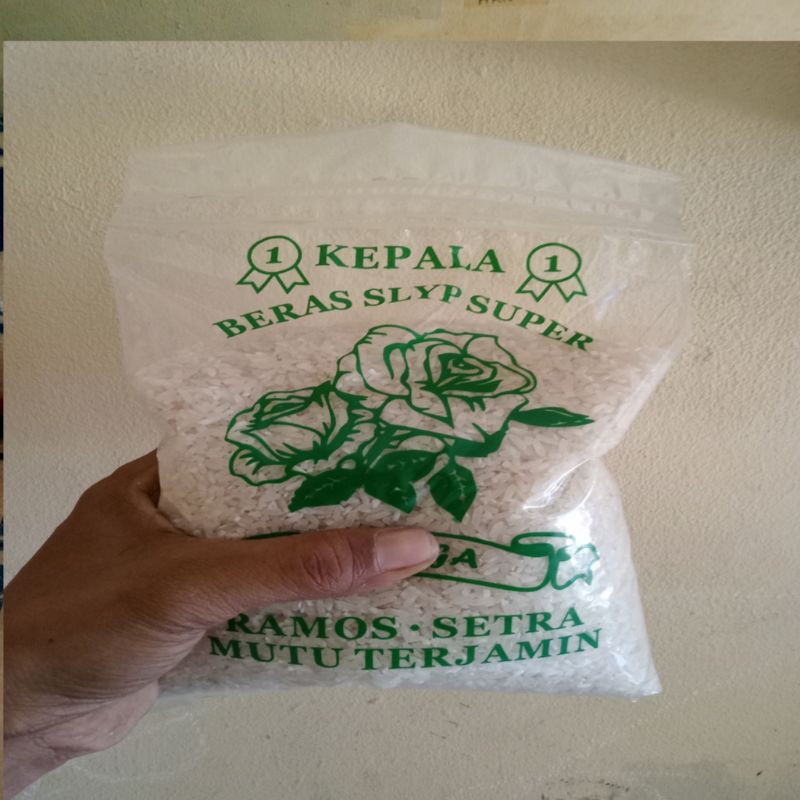 1 KEPALA 1
BERAS SLYP SUPER
RAMOS · SETRA
MUTU TERJAMIN